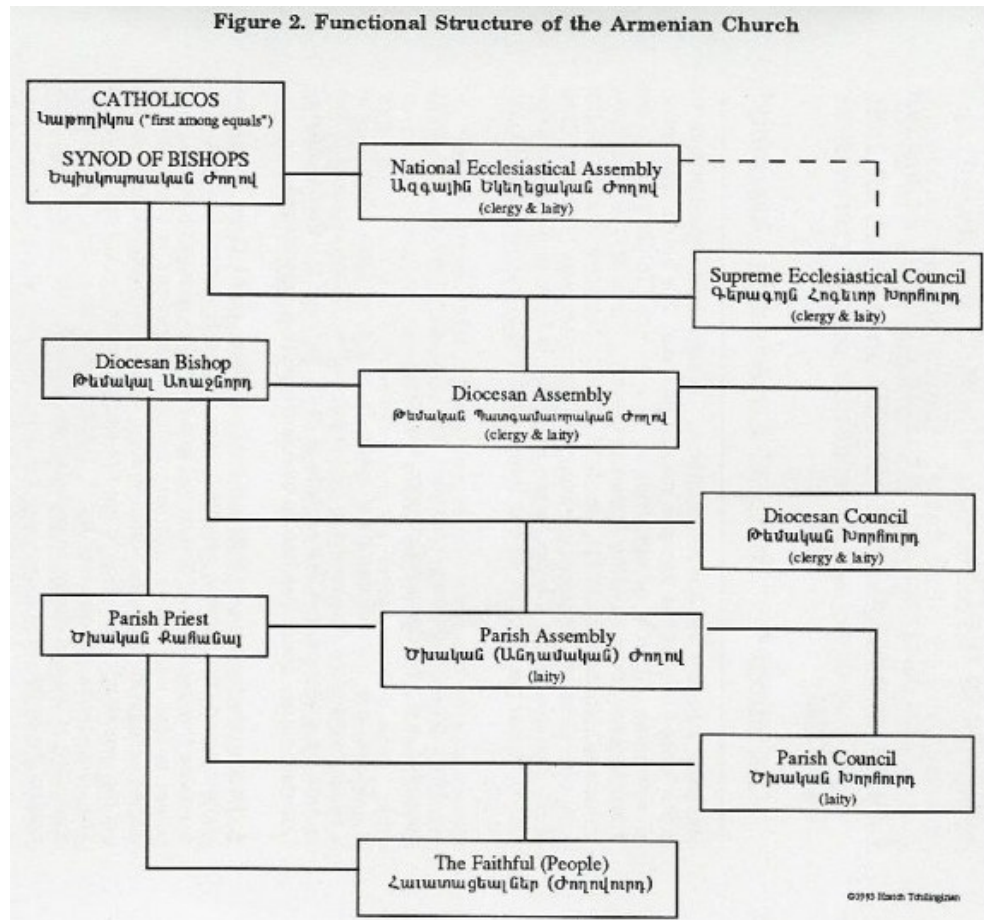 Figure 2. Functional Structure of the Armenian Church
CATHOLICOS
Կաթողիկոս ("first among equals")
SYNOD OF BISHOPS
Եպիսկոպոսական Ժողով
National Ecclesiastical Assembly
Ազգային Եկեղեցական Ժողով
(clergy & laity)
Supreme Ecclesiastical Council
Գերագոյն Հոգեւոր Խորհուրդ
(clergy & laity)
Diocesan Bishop
Թեմակալ Առաջնորդ
Diocesan Assembly
Թեմական Պատգամաւորական Ժողով
(clergy & laity)
Diocesan Council
Թեմական Խորհուրդ
(clergy & laity)
Parish Priest
Ծխական Քահանայ
Parish Assembly
Ծխական (Անդամական) Ժողով
(laity)
Parish Council
Ծխական Խորհուրդ
(laity)
The Faithful (People)
Հաւատացեալներ (Ժողովուրդ)
©1993 Hratch Tchilingirian